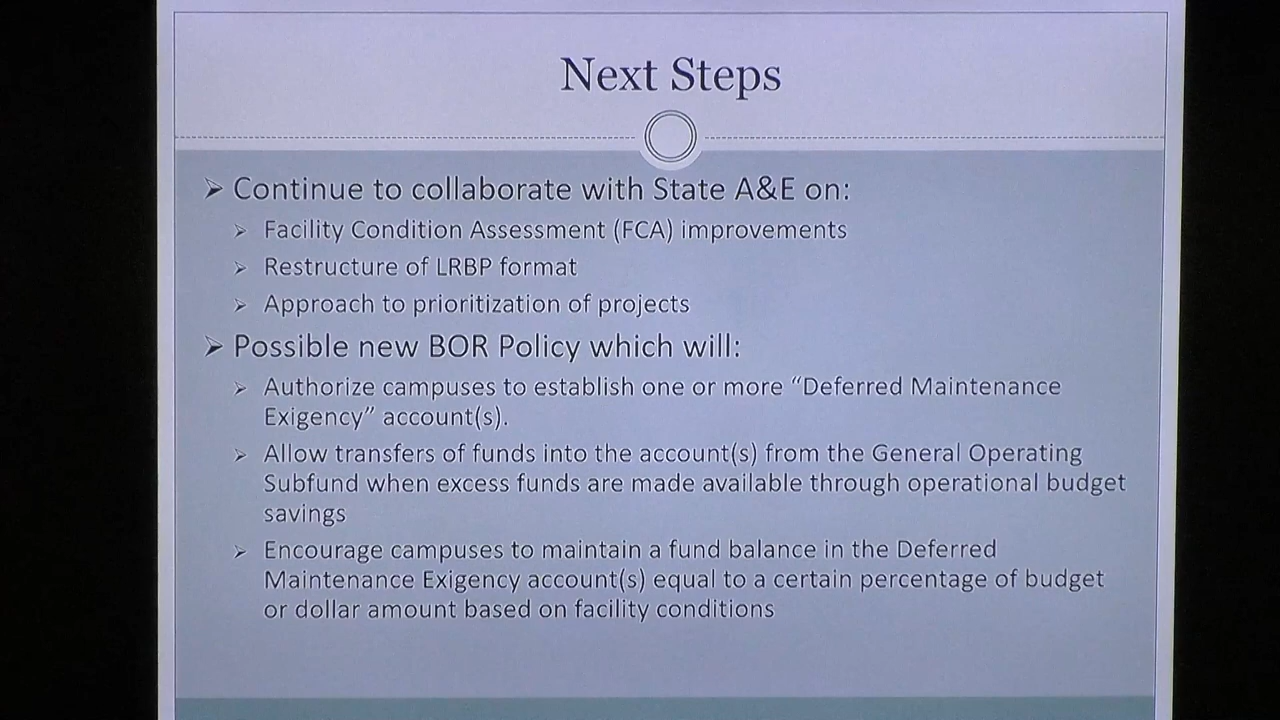 Next Steps
➢ Continue to collaborate with State A&E on:
➢ Facility Condition Assessment (FCA) improvements
➢ Restructure of LRBP format
➢ Approach to prioritization of projects
➢ Possible new BOR Policy which will:
➢ Authorize campuses to establish one or more “Deferred Maintenance
Exigency” account(s).
➢ Allow transfers of funds into the account(s) from the General Operating
Subfund when excess funds are made available through operational budget
savings
➢ Encourage campuses to maintain a fund balance in the Deferred
Maintenance Exigency account(s) equal to a certain percentage of budget
or dollar amount based on facility conditions